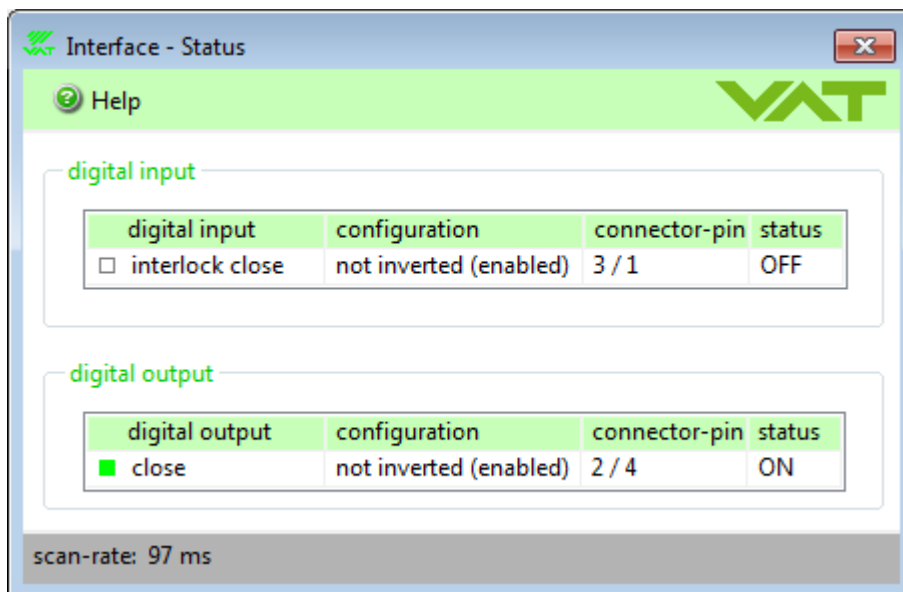 VAT Interface - Status
Help
VAT
digital input
digital input configuration connector-pin status
interlock close not inverted (enabled) 3 / 1 OFF
digital output
digital output configuration connector-pin status
close not inverted (enabled) 2 / 4 ON
scan-rate: 97 ms